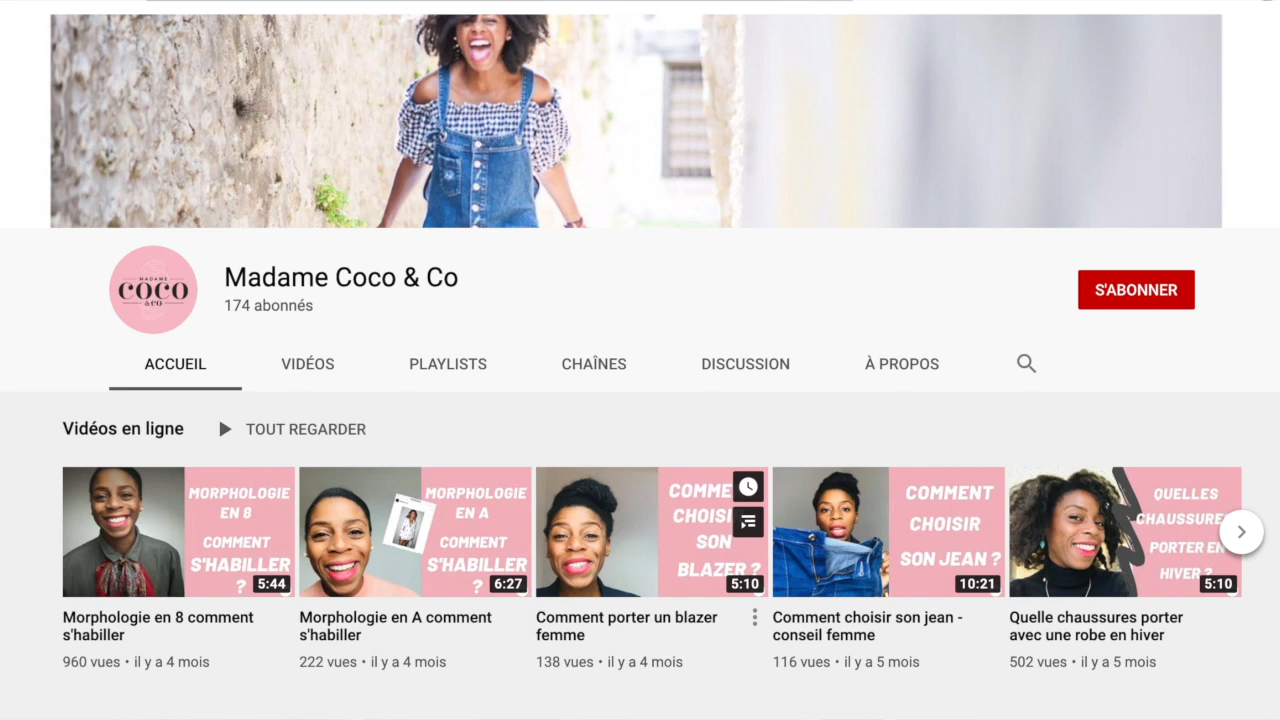 MADAME
COCO
& CO
Madame Coco & Co
174 abonnés
S'ABONNER
ACCUEIL
VIDÉOS
PLAYLISTS
CHAÎNES
DISCUSSION
À PROPOS
Vidéos en ligne
TOUT REGARDER
MORPHOLOGIE
EN 8
COMMENT
S'HABILLER
?
5:44
Morphologie en 8 comment
s'habiller
960 vues • il y a 4 mois
MORPHOLOGIE
EN A
COMMENT
S'HABILLER
?
6:27
Morphologie en A comment
s'habiller
222 vues • il y a 4 mois
COMME
CHOISI
SON
BLAZER ?
5:10
Comment porter un blazer
femme
138 vues • il y a 4 mois
COMMENT
CHOISIR
SON JEAN ?
10:21
Comment choisir son jean -
conseil femme
116 vues • il y a 5 mois
QUELLES
CHAUSSURES
PORTER EN
HIVER ?
5:10
Quelle chaussures porter
avec une robe en hiver
502 vues • il y a 5 mois